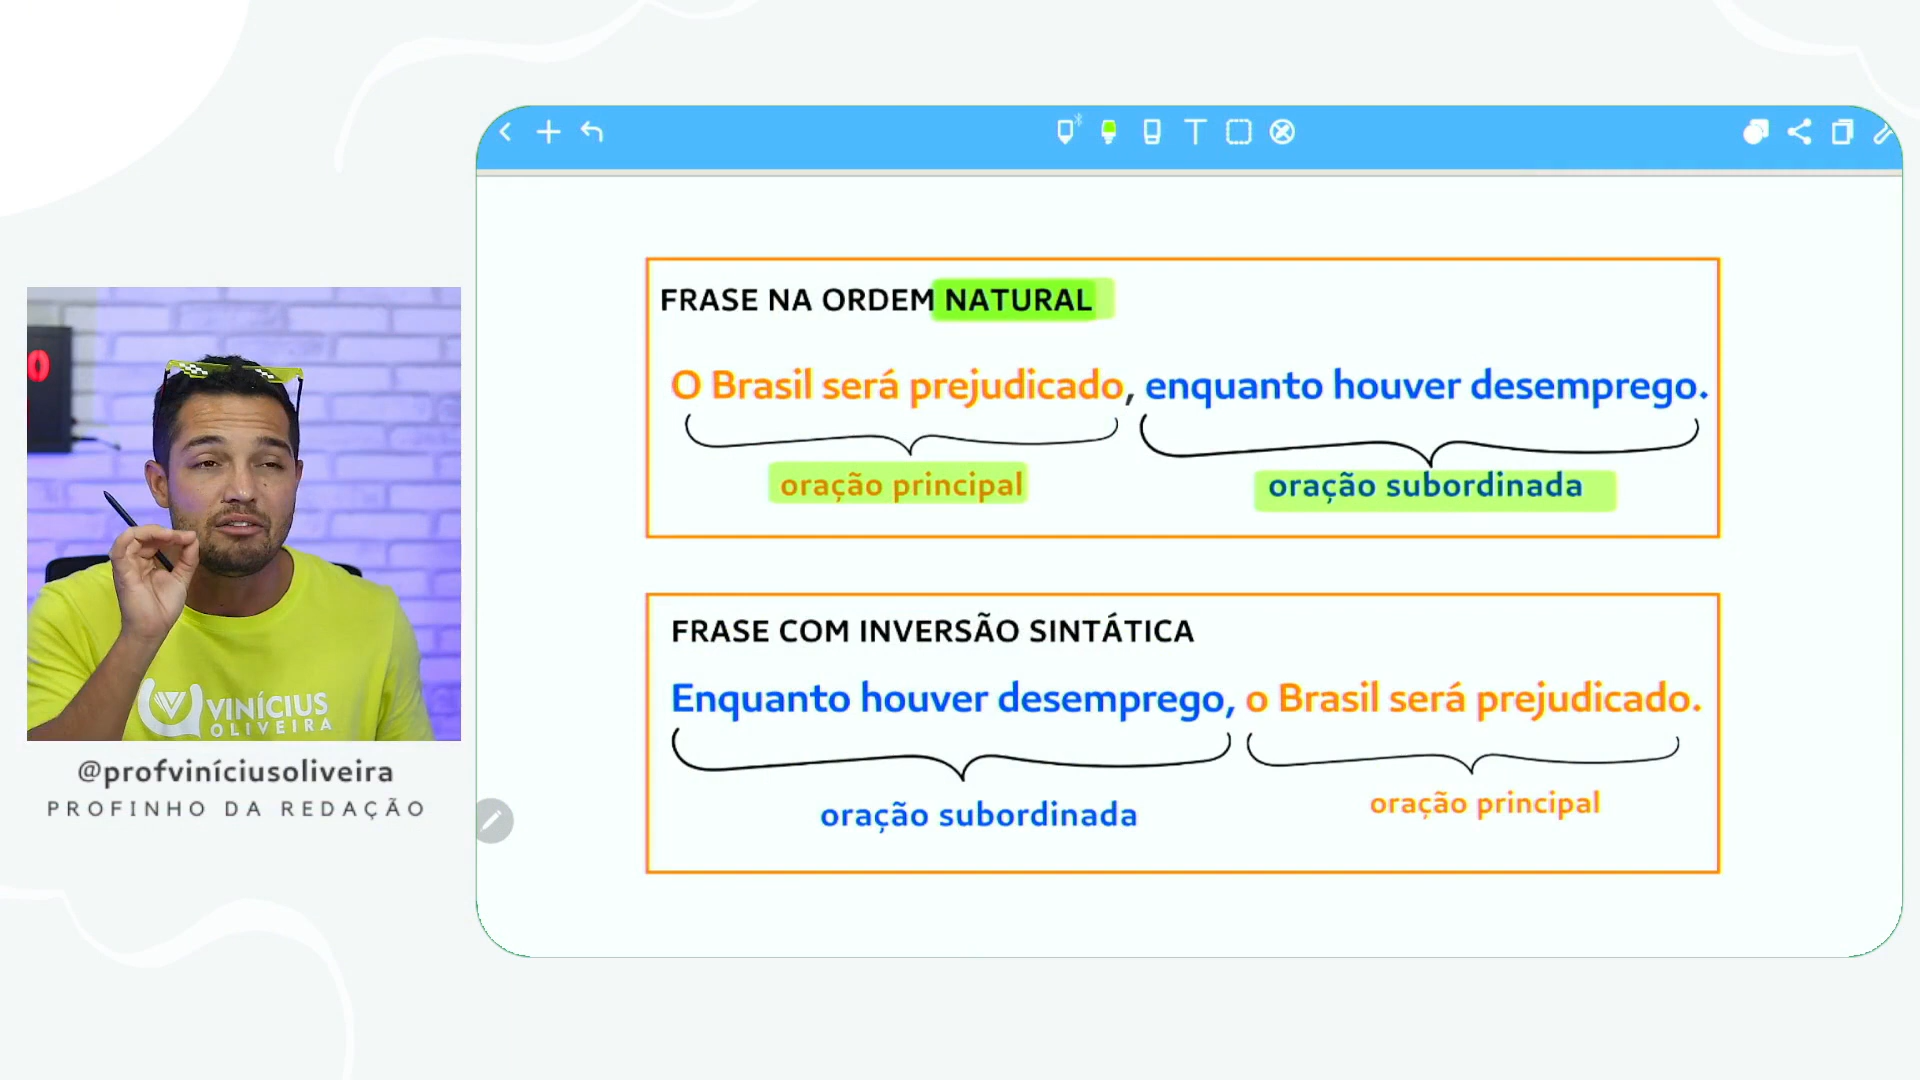 FRASE NA ORDEM NATURAL
O Brasil será prejudicado, enquanto houver desemprego.
oração principal
oração subordinada
FRASE COM INVERSÃO SINTÁTICA
Enquanto houver desemprego, o Brasil será prejudicado.
oração subordinada
oração principal
0
VINÍCIUS
OLIVEIRA
@profviníciusoliveira
PROFINHO DA REDAÇÃO